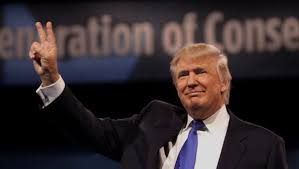 eneration of Conse